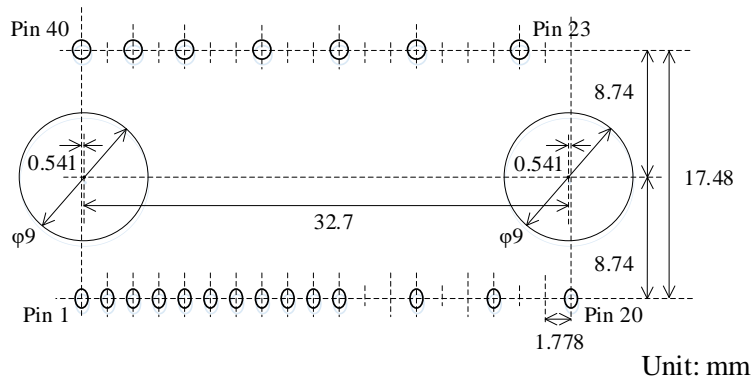 Pin 40
Pin 23
8.74
0.541
0.541
17.48
32.7
φ9
φ9
8.74
Pin 1
Pin 20
1.778
Unit: mm